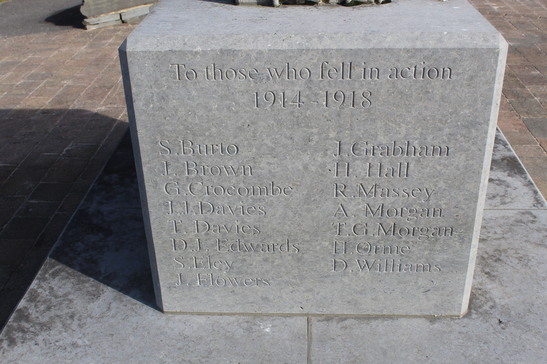 To those who fell in action
1914-1918
S. Burto
L. Brown
G. Crocombe
T. J. Davies
T. Davies
D. J. Edwards
S. Eley
J. Flowers
J. Grabham
H. Hall
R. Massey
A. Morgan
T. G. Morgan
H. Orme
D. Williams